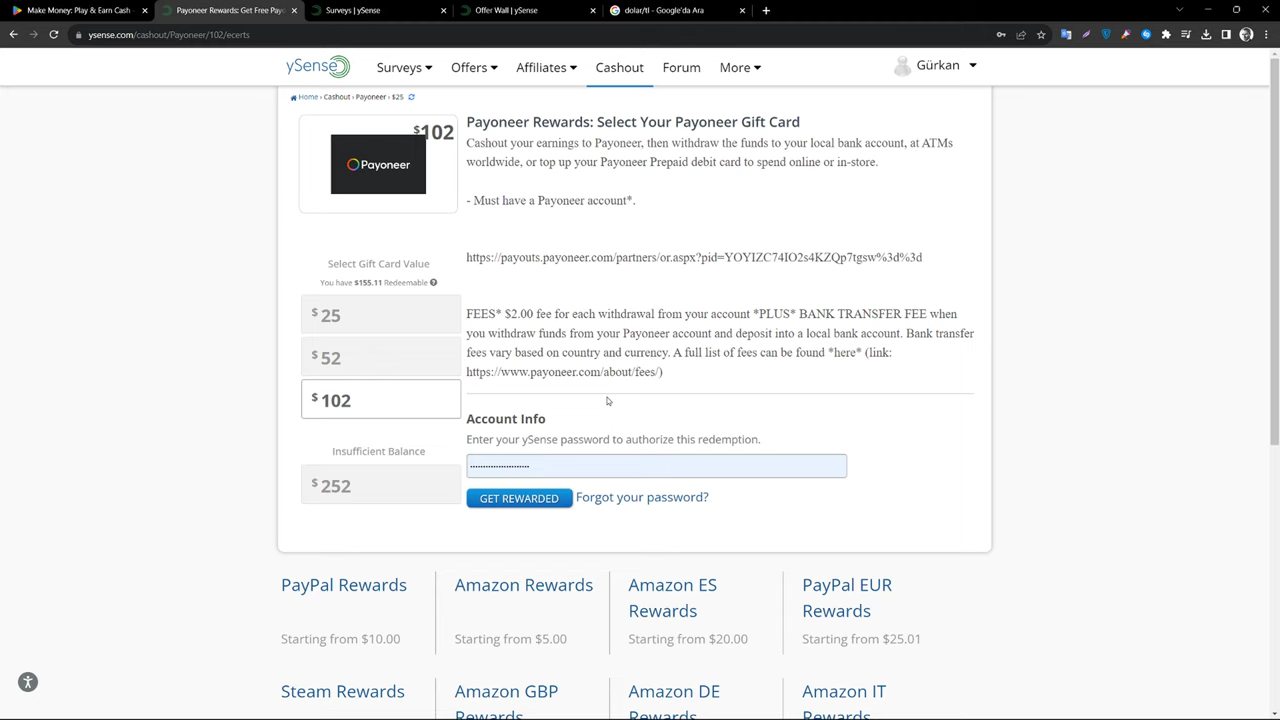 Make Money: Play & Earn Cash
Payoneer Rewards: Get Free Pay
Surveys | ySense
Offer Wall | ySense
dolar/tl - Google'da Ara
ysense.com/cashout/Payoneer/102/ecerts
ySense
Surveys
Offers
Affiliates
Cashout
Forum
More
Gürkan
Home › Cashout › Payoneer › $25
$102
Payoneer
Payoneer Rewards: Select Your Payoneer Gift Card
Cashout your earnings to Payoneer, then withdraw the funds to your local bank account, at ATMs
worldwide, or top up your Payoneer Prepaid debit card to spend online or in-store.
- Must have a Payoneer account*.
https://payouts.payoneer.com/partners/or.aspx?pid=YOYIZC74IO2s4KZQp7tgsw%3d%3d
Select Gift Card Value
You have $155.11 Redeemable
$ 25
$ 52
$ 102
Insufficient Balance
$ 252
FEES* $2.00 fee for each withdrawal from your account *PLUS* BANK TRANSFER FEE when
you withdraw funds from your Payoneer account and deposit into a local bank account. Bank transfer
fees vary based on country and currency. A full list of fees can be found *here* (link:
https://www.payoneer.com/about/fees/)
Account Info
Enter your ySense password to authorize this redemption.
GET REWARDED
Forgot your password?
PayPal Rewards
Starting from $10.00
Amazon Rewards
Starting from $5.00
Amazon ES
Rewards
Starting from $20.00
PayPal EUR
Rewards
Starting from $25.01
Steam Rewards
Amazon GBP
Rewards
Amazon DE
Rewards
Amazon IT
Rewards